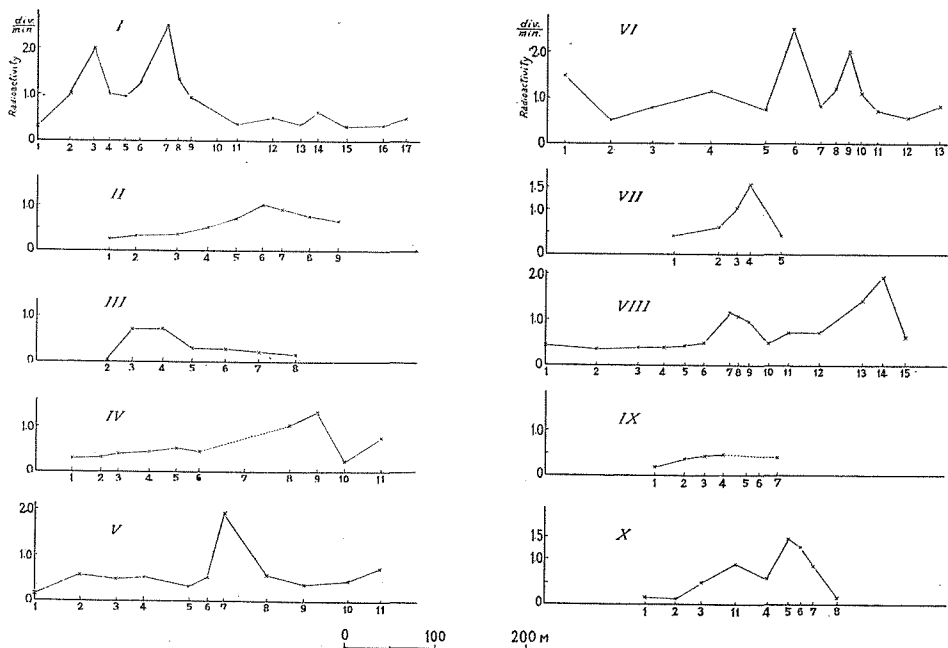 div.
min.
Radioactivity
I
2.0
1.0
0
1 2 3 4 5 6 7 8 9 10 11 12 13 14 15 16 17
II
1.0
0
1 2 3 4 5 6 7 8 9
III
1.0
0
2 3 4 5 6 7 8
IV
1.0
0
1 2 3 4 5 6 7 8 9 10 11
V
2.0
1.0
0
1 2 3 4 5 6 7 8 9 10 11
div.
min.
Radioactivity
VI
2.0
1.0
0
1 2 3 4 5 6 7 8 9 10 11 12 13
VII
1.5
1.0
0
1 2 3 4 5
VIII
2.0
1.0
0
1 2 3 4 5 6 7 8 9 10 11 12 13 14 15
IX
1.0
0
1 2 3 4 5 6 7
X
15
10
0
1 2 3 11 4 5 6 7 8
0 100 200 M